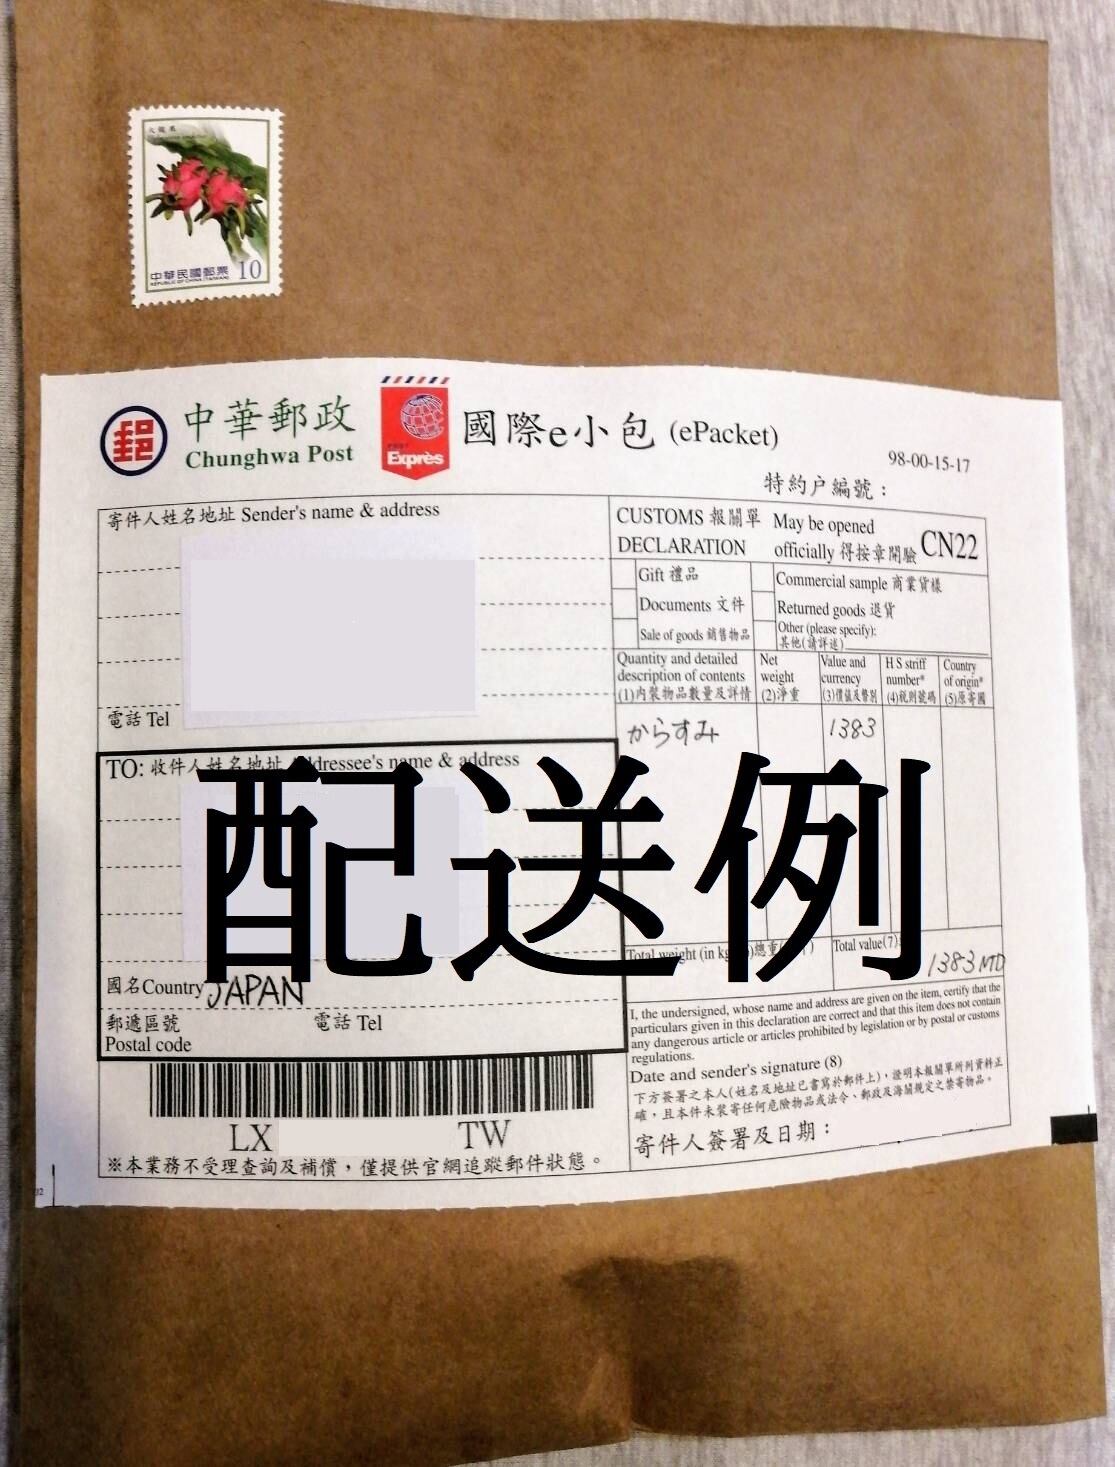 火龍果
中華民國郵票 10
REPUBLIC OF CHINA (TAIWAN)
中華郵政
Chunghwa Post
Exprès
國際e小包 (ePacket)
98-00-15-17
特約戶編號：
寄件人姓名地址 Sender's name & address
電話 Tel
CUSTOMS 報關單
DECLARATION
May be opened
officially 得按章開驗 CN22
Gift 禮品
Commercial sample 商業貨樣
Documents 文件
Returned goods 退貨
Sale of goods 銷售物品
Other (please specify):
其他(請詳述)
Quantity and detailed
description of contents
(1)內裝物品數量及詳情
Net
weight
(2)淨重
Value and
currency
(3)價值及幣別
H S striff
number*
(4)稅則號碼
Country
of origin*
(5)原寄國
からすみ
1383
TO: 收件人姓名地址 Addressee's name & address
配送例
國名Country JAPAN
郵遞區號
Postal code
電話 Tel
Total weight (in kg
Total value(7)
1383
I, the undersigned, whose name and address are given on the item, certify that the
particulars given in this declaration are correct and that this item does not contain
any dangerous article or articles prohibited by legislation or by postal or customs
regulations.
Date and sender's signature (8)
下方簽署之本人(姓名及地址已書寫於郵件上)，證明本報關單所列資料正
確，且本件未裝寄任何危險物品或法令、郵政及海關規定之禁寄物品。
寄件人簽署及日期：
LX TW
※本業務不受理查詢及補償，僅提供官網追蹤郵件狀態。